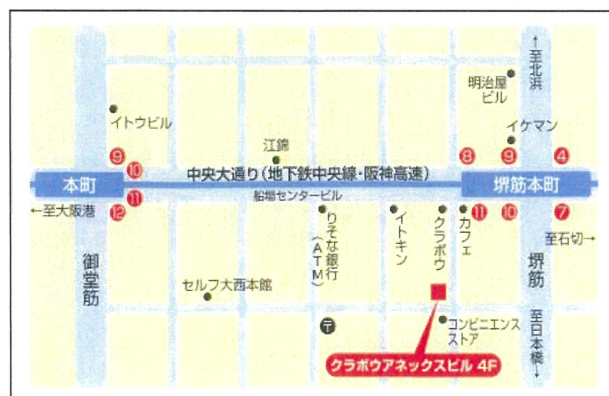 ↑至北浜
明治屋
ビル
イトウビル
イケマン
江錦
⑨
⑩
⑧
⑨
④
中央大通り(地下鉄中央線・阪神高速)
本町
堺筋本町
船場センタービル
⑪
⑫
⑪
⑩
⑦
←至大阪港
至石切→
りそな銀行
(ATM)
イトキン
クラボウ
カフェ
御堂筋
堺筋
セルフ大西本館
〒
コンビニエンス
ストア
至日本橋→
クラボウアネックスビル 4F